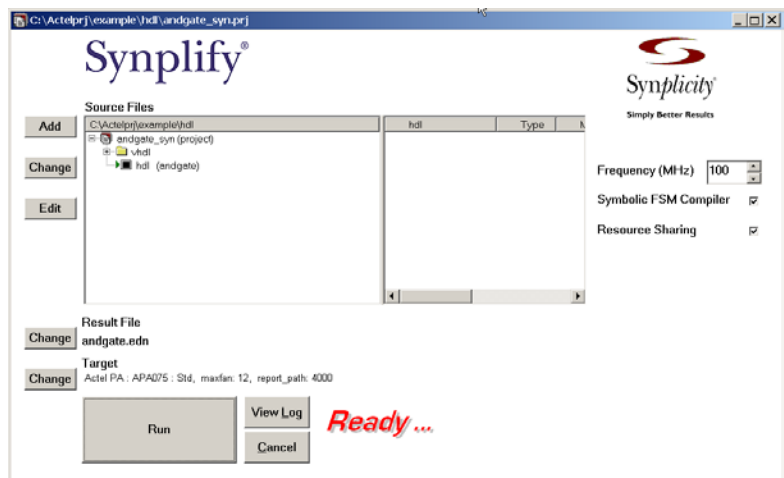 C:\Actelprj\example\hdl\andgate_syn.prj
Synplify®
Synplicity®
Simply Better Results
Source Files
Add
Change
Edit
C:\Actelprj\example\hdl
andgate_syn (project)
vhdl
hdl (andgate)
hdl Type
Frequency (MHz) 100
Symbolic FSM Compiler
Resource Sharing
Result File
Change andgate.edn
Target
Change Actel PA : APA075 : Std, maxfan: 12, report_path: 4000
Run
View Log
Cancel
Ready ...